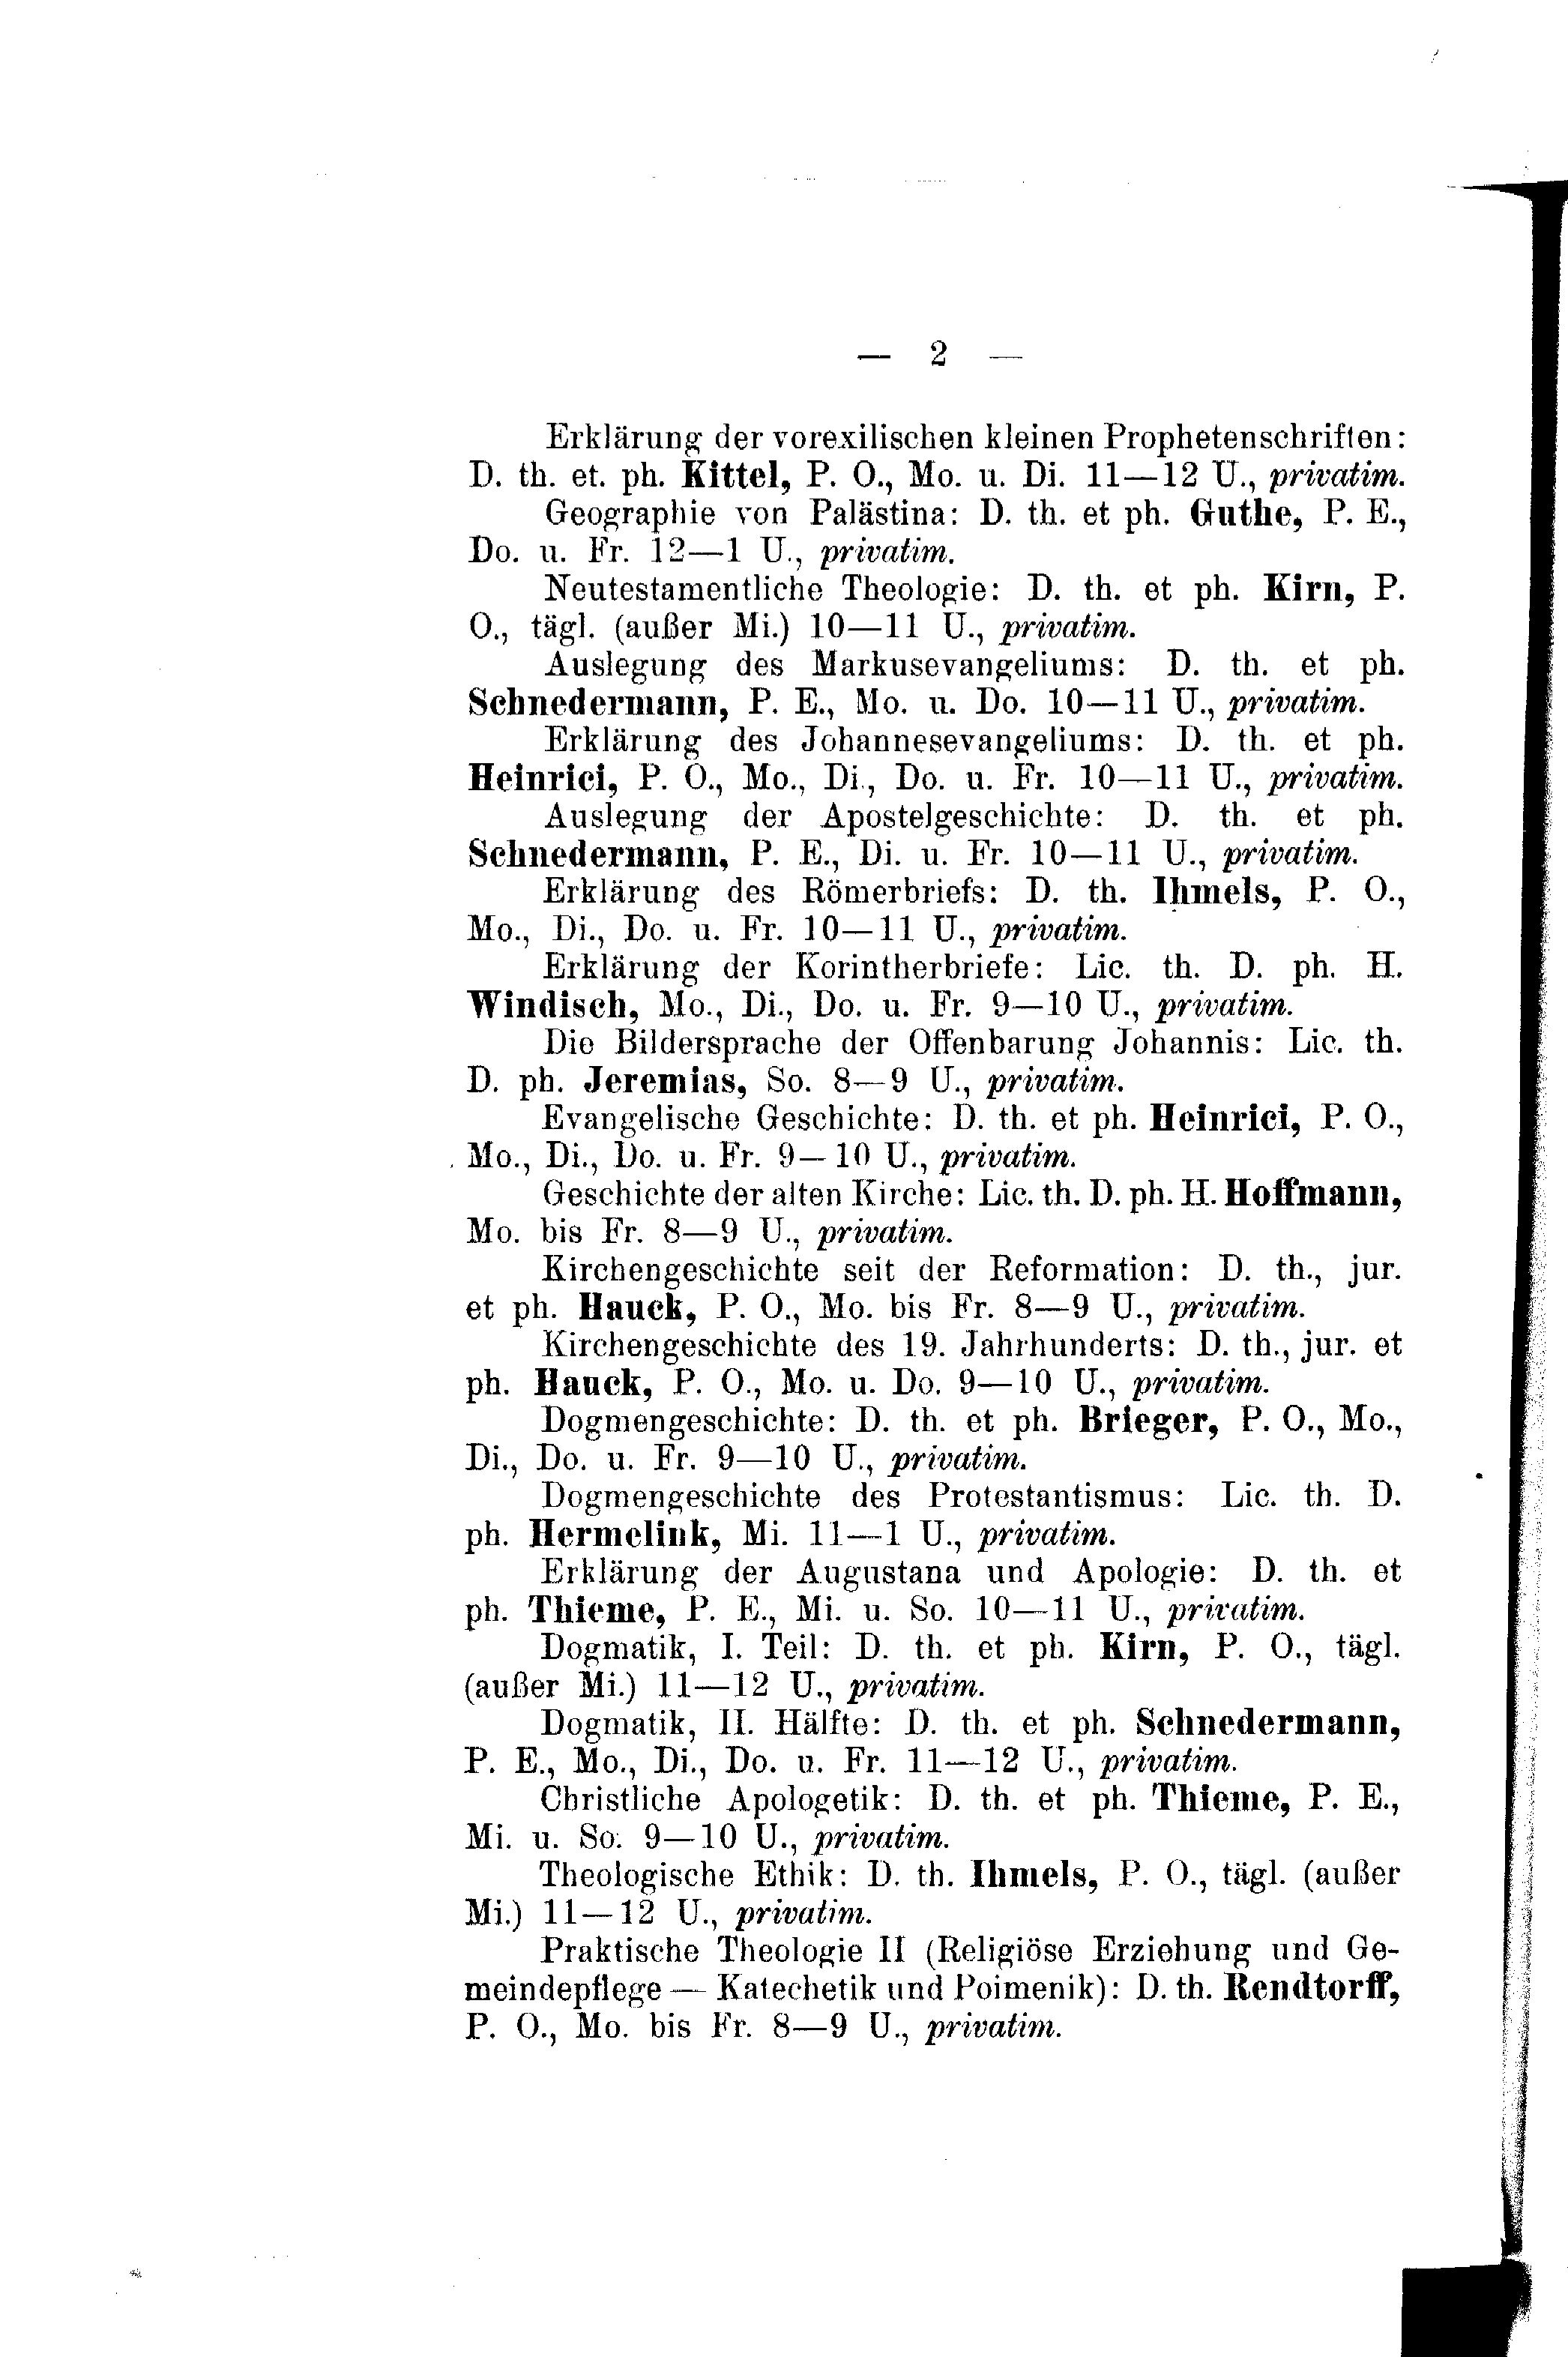 — 2 —
Erklärung der vorexilischen kleinen Prophetenschriften:
D. th. et. ph. Kittel, P. O., Mo. u. Di. 11—12 U., privatim.
Geographie von Palästina: D. th. et ph. Guthe, P. E.,
Do. u. Fr. 12—1 U., privatim.
Neutestamentliche Theologie: D. th. et ph. Kirn, P.
O., tägl. (außer Mi.) 10—11 U., privatim.
Auslegung des Markusevangeliums: D. th. et ph.
Schnedermann, P. E., Mo. u. Do. 10—11 U., privatim.
Erklärung des Johannesevangeliums: D. th. et ph.
Heinrici, P. O., Mo., Di., Do. u. Fr. 10—11 U., privatim.
Auslegung der Apostelgeschichte: D. th. et ph.
Schnedermann, P. E., Di. u. Fr. 10—11 U., privatim.
Erklärung des Römerbriefs: D. th. Ihmels, P. O.,
Mo., Di., Do. u. Fr. 10—11 U., privatim.
Erklärung der Korintherbriefe: Lic. th. D. ph. H.
Windisch, Mo., Di., Do. u. Fr. 9—10 U., privatim.
Die Bildersprache der Offenbarung Johannis: Lic. th.
D. ph. Jeremias, So. 8—9 U., privatim.
Evangelische Geschichte: D. th. et ph. Heinrici, P. O.,
Mo., Di., Do. u. Fr. 9—10 U., privatim.
Geschichte der alten Kirche: Lic. th. D. ph. H. Hoffmann,
Mo. bis Fr. 8—9 U., privatim.
Kirchengeschichte seit der Reformation: D. th., jur.
et ph. Hauck, P. O., Mo. bis Fr. 8—9 U., privatim.
Kirchengeschichte des 19. Jahrhunderts: D. th., jur. et
ph. Hauck, P. O., Mo. u. Do. 9—10 U., privatim.
Dogmengeschichte: D. th. et ph. Brieger, P. O., Mo.,
Di., Do. u. Fr. 9—10 U., privatim.
Dogmengeschichte des Protestantismus: Lic. th. D.
ph. Hermelink, Mi. 11—1 U., privatim.
Erklärung der Augustana und Apologie: D. th. et
ph. Thieme, P. E., Mi. u. So. 10—11 U., privatim.
Dogmatik, I. Teil: D. th. et ph. Kirn, P. O., tägl.
(außer Mi.) 11—12 U., privatim.
Dogmatik, II. Hälfte: D. th. et ph. Schnedermann,
P. E., Mo., Di., Do. u. Fr. 11—12 U., privatim.
Christliche Apologetik: D. th. et ph. Thieme, P. E.,
Mi. u. So. 9—10 U., privatim.
Theologische Ethik: D. th. Ihmels, P. O., tägl. (außer
Mi.) 11—12 U., privatim.
Praktische Theologie II (Religiöse Erziehung und Ge-
meindepflege — Katechetik und Poimenik): D. th. Rendtorff,
P. O., Mo. bis Fr. 8—9 U., privatim.